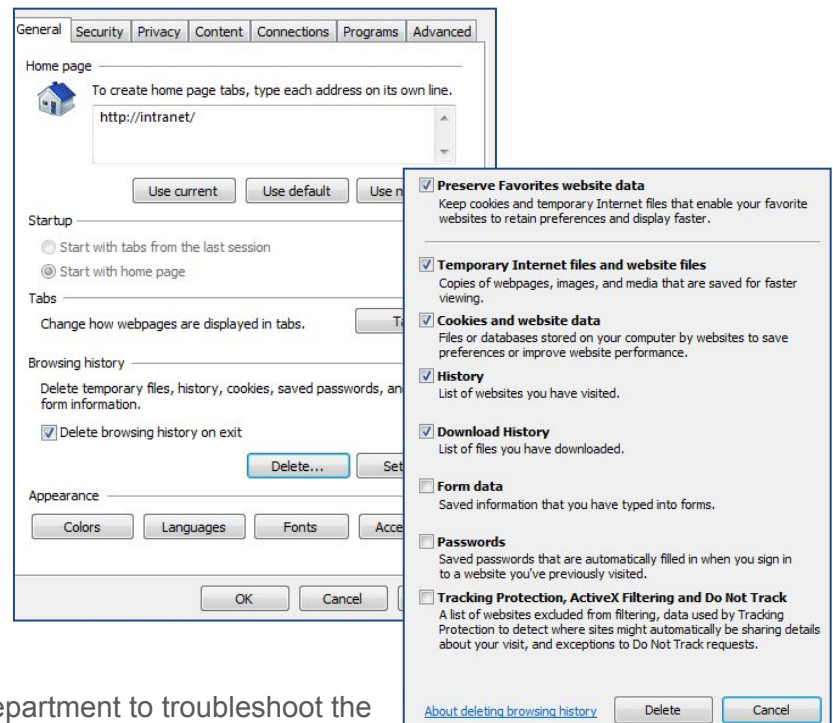 General Security Privacy Content Connections Programs Advanced
Home page
To create home page tabs, type each address on its own line.
http://intranet/
Use current Use default Use
Startup
Start with tabs from the last session
Start with home page
Tabs
Change how webpages are displayed in tabs.
Browsing history
Delete temporary files, history, cookies, saved passwords, an
form information.
Delete browsing history on exit
Delete... Set
Appearance
Colors Languages Fonts Acce
OK Cancel
Preserve Favorites website data
Keep cookies and temporary Internet files that enable your favorite
websites to retain preferences and display faster.
Temporary Internet files and website files
Copies of webpages, images, and media that are saved for faster
viewing.
Cookies and website data
Files or databases stored on your computer by websites to save
preferences or improve website performance.
History
List of websites you have visited.
Download History
List of files you have downloaded.
Form data
Saved information that you have typed into forms.
Passwords
Saved passwords that are automatically filled in when you sign in
to a website you've previously visited.
Tracking Protection, ActiveX Filtering and Do Not Track
A list of websites excluded from filtering, data used by Tracking
Protection to detect where sites might automatically be sharing details
about your visit, and exceptions to Do Not Track requests.
About deleting browsing history Delete Cancel
epartment to troubleshoot the